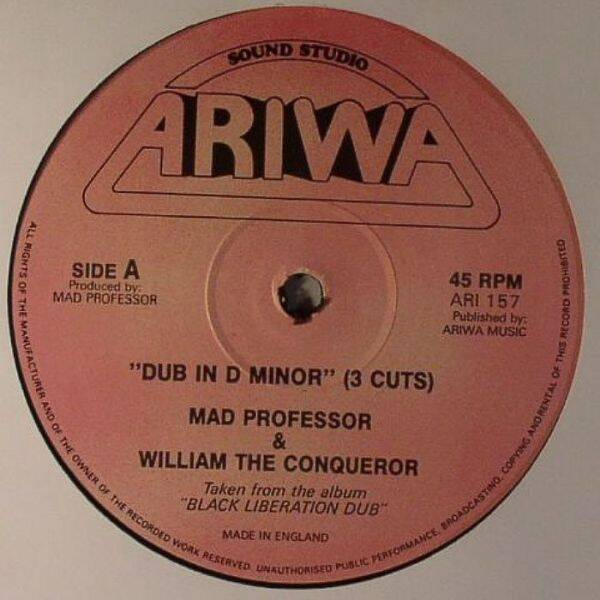 SOUND STUDIO
ARIWA
SIDE A
Produced by:
MAD PROFESSOR
45 RPM
ARI 157
Published by:
ARIWA MUSIC
"DUB IN D MINOR" (3 CUTS)
MAD PROFESSOR
&
WILLIAM THE CONQUEROR
Taken from the album
"BLACK LIBERATION DUB"
MADE IN ENGLAND
ALL RIGHTS OF THE MANUFACTURER AND OF THE OWNER OF THE RECORDED WORK RESERVED. UNAUTHORISED PUBLIC PERFORMANCE, BROADCASTING, COPYING AND RENTAL OF THIS RECORD PROHIBITED